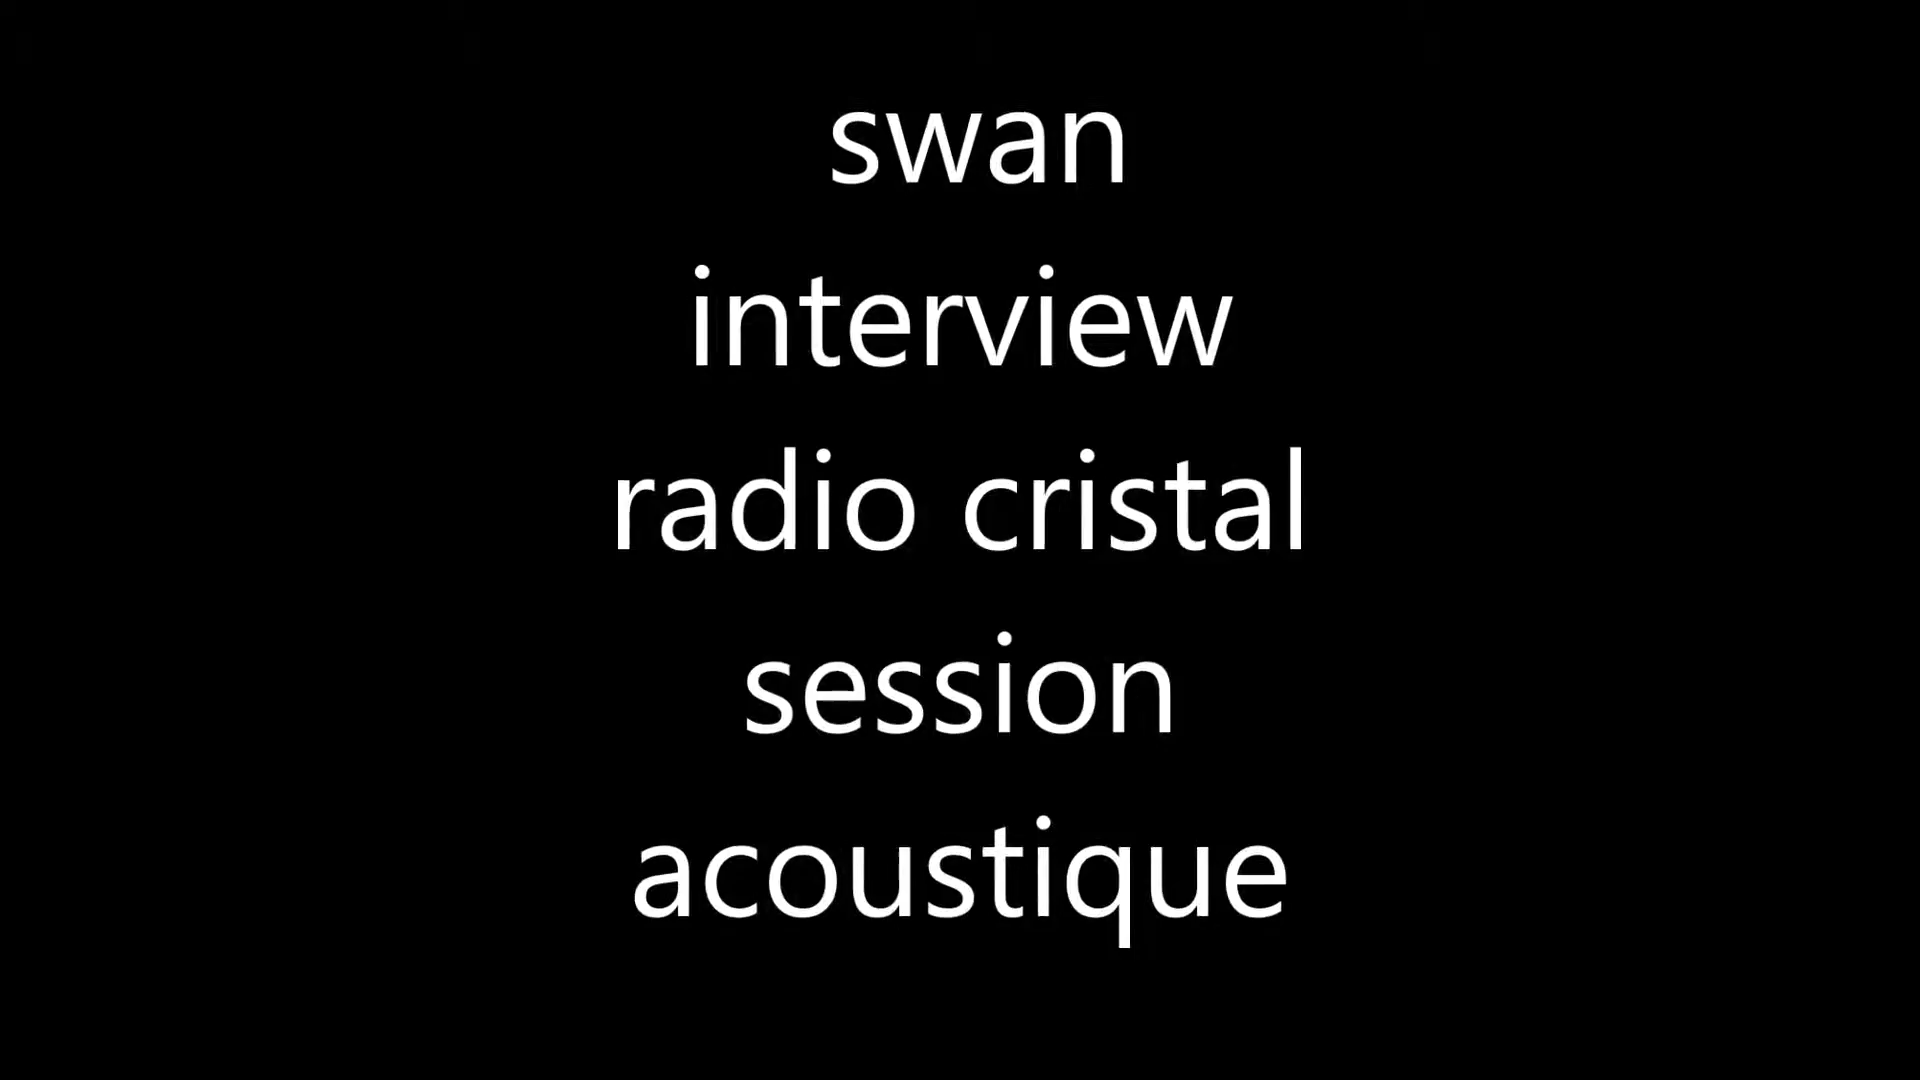 swan
interview
radio cristal
session
acoustique